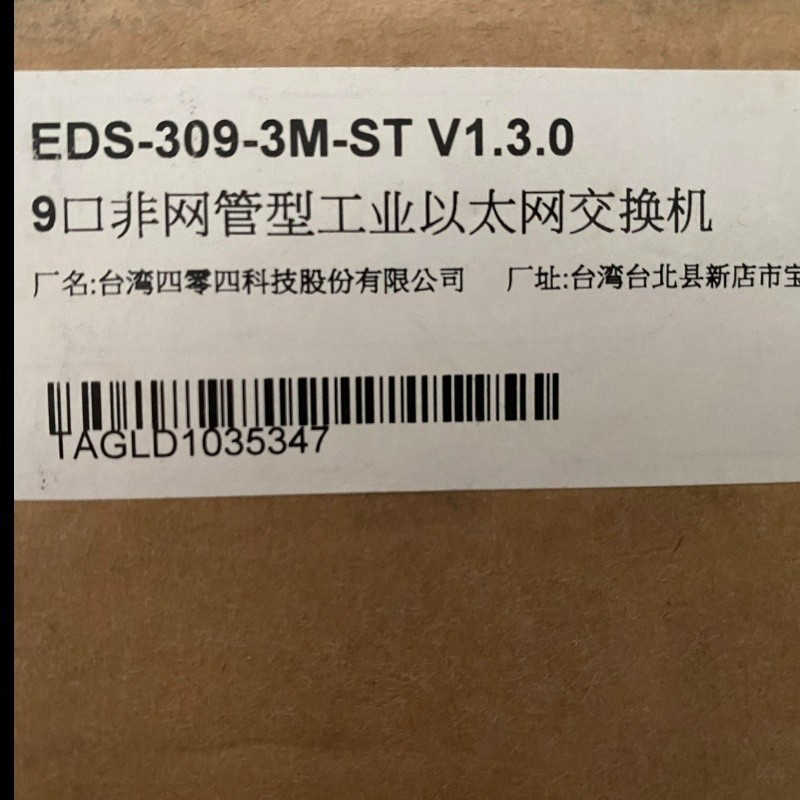 EDS-309-3M-ST V1.3.0
9口非网管型工业以太网交换机
厂名:台湾四零四科技股份有限公司 厂址:台湾台北县新店市宝
TAGLD1035347